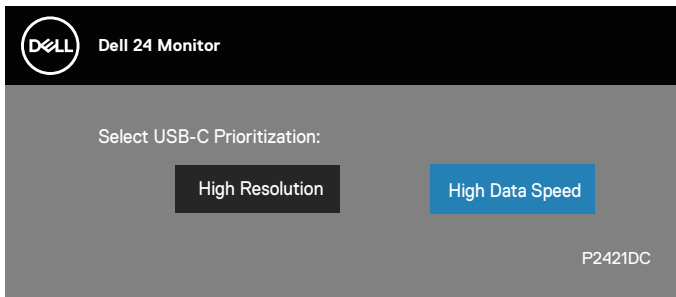 DELL
Dell 24 Monitor
Select USB-C Prioritization:
High Resolution
High Data Speed
P2421DC